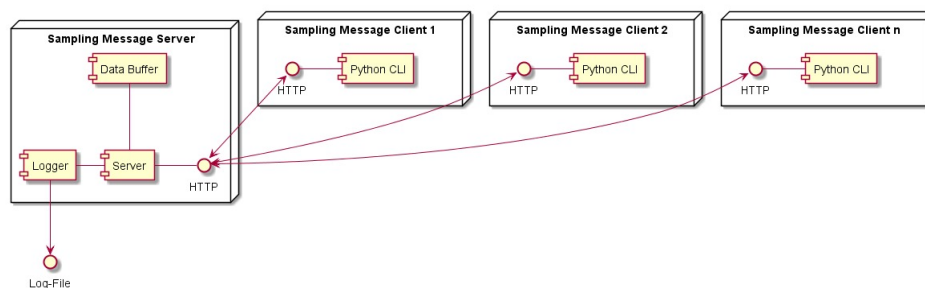 Sampling Message Server
Data Buffer
Logger
Server
HTTP
Log-File
Sampling Message Client 1
HTTP
Python CLI
Sampling Message Client 2
HTTP
Python CLI
Sampling Message Client n
HTTP
Python CLI